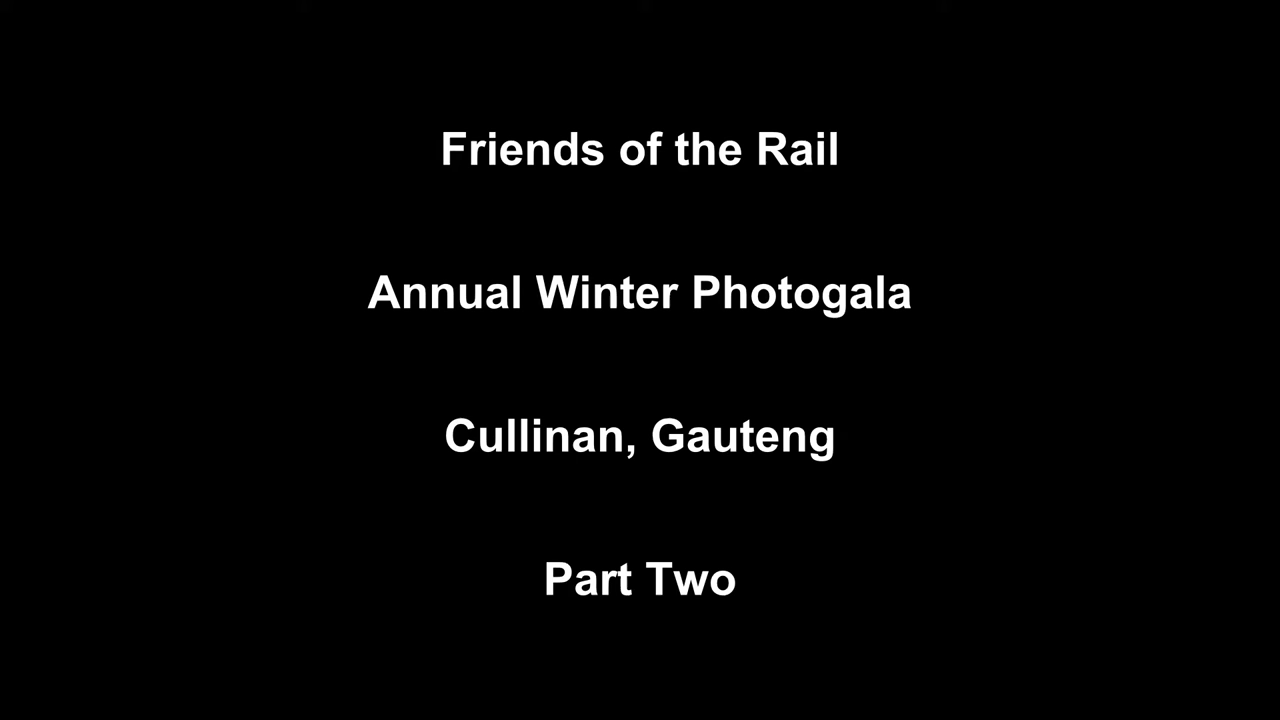 Friends of the Rail
Annual Winter Photogala
Cullinan, Gauteng
Part Two